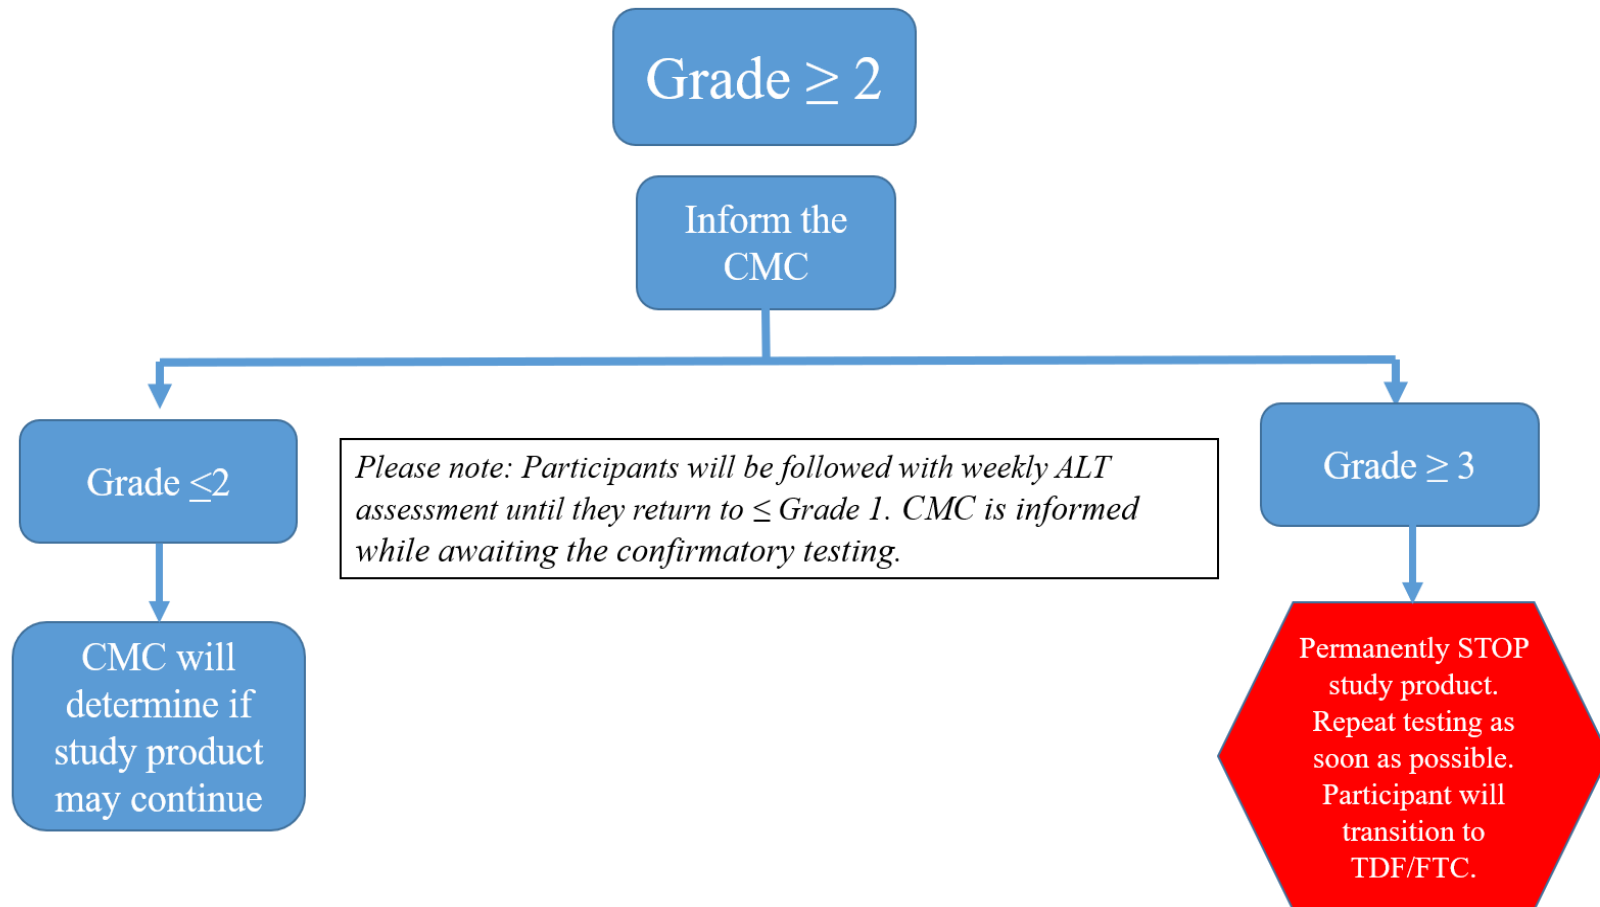 Grade ≥ 2
Inform the
CMC
Grade ≤2
Please note: Participants will be followed with weekly ALT
assessment until they return to ≤ Grade 1. CMC is informed
while awaiting the confirmatory testing.
Grade ≥ 3
CMC will
determine if
study product
may continue
Permanently STOP
study product.
Repeat testing as
soon as possible.
Participant will
transition to
TDF/FTC.